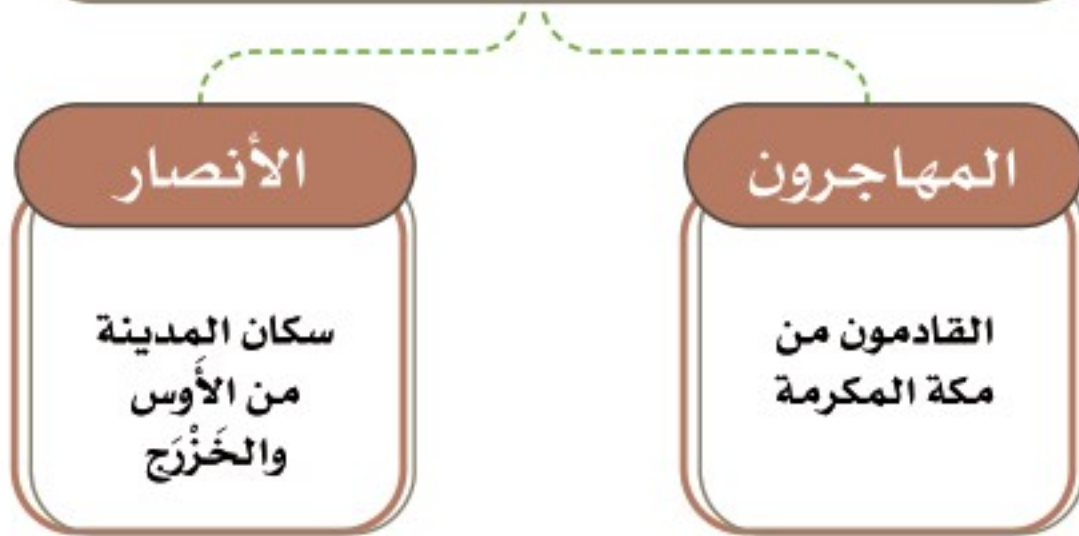 المهاجرون
القادمون من
مكة المكرمة
الأنصار
سكان المدينة
من الأَوس
والخَزْرَج